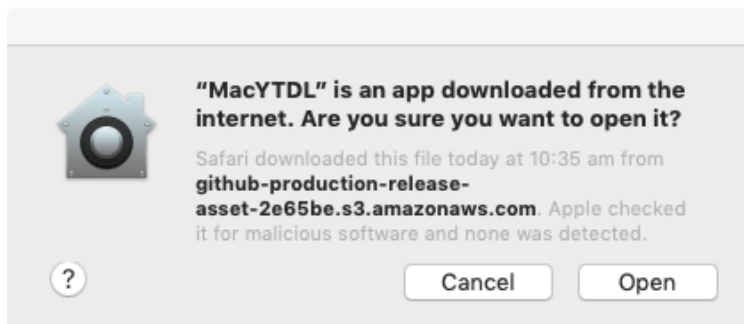 “MacYTDL” is an app downloaded from the
internet. Are you sure you want to open it?
Safari downloaded this file today at 10:35 am from
github-production-release-
asset-2e65be.s3.amazonaws.com. Apple checked
it for malicious software and none was detected.
?
Cancel
Open